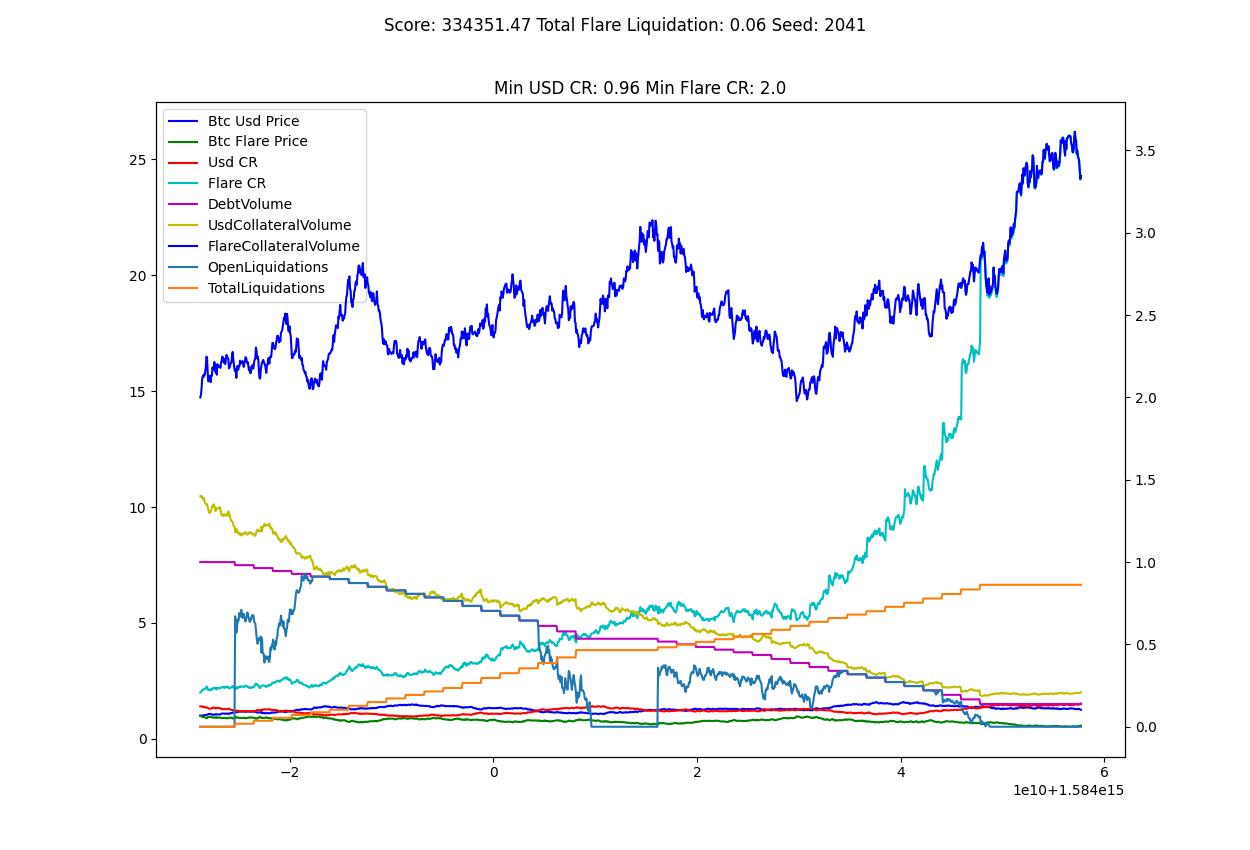 Score: 334351.47 Total Flare Liquidation: 0.06 Seed: 2041
Min USD CR: 0.96 Min Flare CR: 2.0
Btc Usd Price
Btc Flare Price
Usd CR
Flare CR
DebtVolume
UsdCollateralVolume
FlareCollateralVolume
OpenLiquidations
TotalLiquidations
25
20
15
10
5
0
3.5
3.0
2.5
2.0
1.5
1.0
0.5
0.0
−2
0
2
4
6
1e10+1.584e15